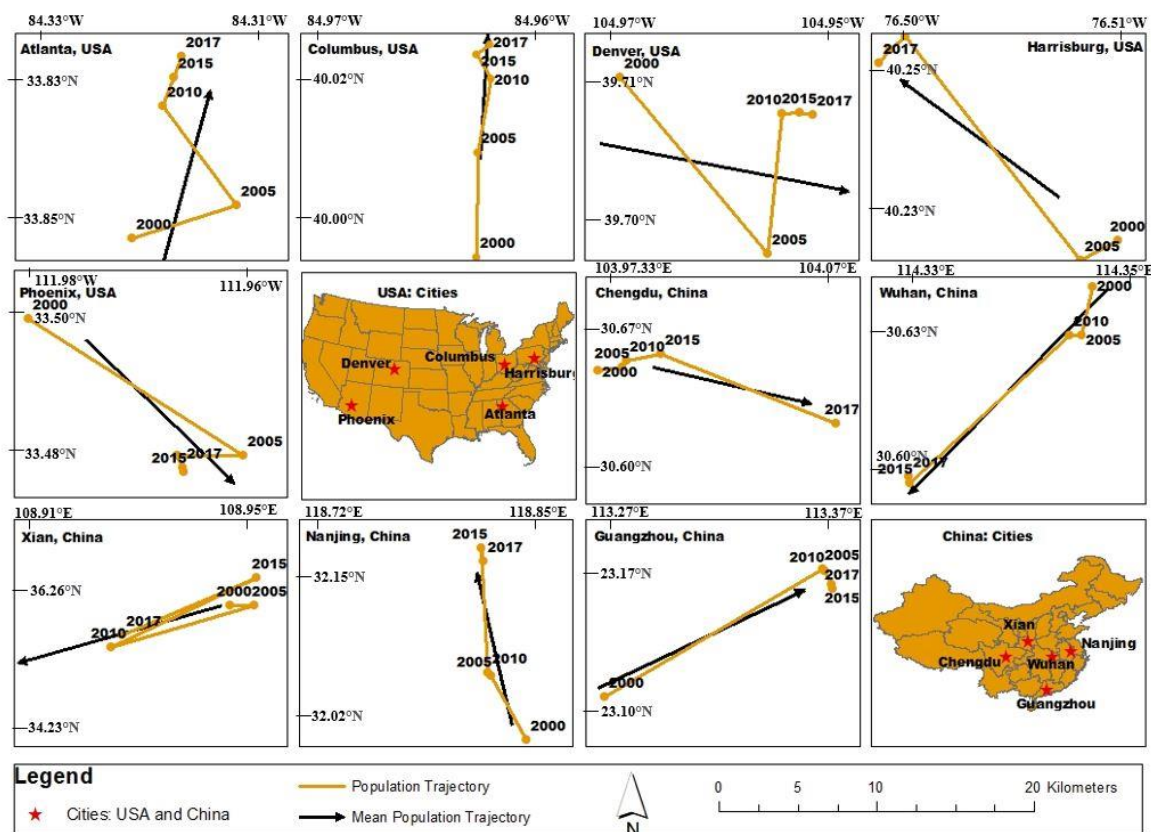 84.33°W 84.31°W
Atlanta, USA
2017
2015
33.83°N
2010
2005
33.85°N
2000
84.97°W 84.96°W
Columbus, USA
2017
2015
40.02°N
2010
2005
40.00°N
2000
104.97°W 104.95°W
Denver, USA
2000
39.71°N
2010 2015 2017
39.70°N
2005
76.50°W 76.51°W
Harrisburg, USA
2017
40.25°N
40.23°N
2000
2005
111.98°W 111.96°W
Phoenix, USA
2000
33.50°N
2005
33.48°N
2015 2017
USA: Cities
Denver
Columbus
Harrisburg
Phoenix
Atlanta
103.97.33°E 104.07°E
Chengdu, China
30.67°N
2005 2010 2015
2000
2017
30.60°N
114.33°E 114.35°E
Wuhan, China
2000
30.63°N
2010
2005
30.60°N
2015 2017
108.91°E 108.95°E
Xian, China
2015
36.26°N
2000 2005
2017
2010
34.23°N
118.72°E 118.85°E
Nanjing, China
2015
2017
32.15°N
2005 2010
32.02°N
2000
113.27°E 113.37°E
Guangzhou, China
2010 2005
23.17°N
2017
2015
2000
23.10°N
China: Cities
Xian
Nanjing
Chengdu
Wuhan
Guangzhou
Legend
Population Trajectory
Cities: USA and China
Mean Population Trajectory
N
0 5 10 20 Kilometers